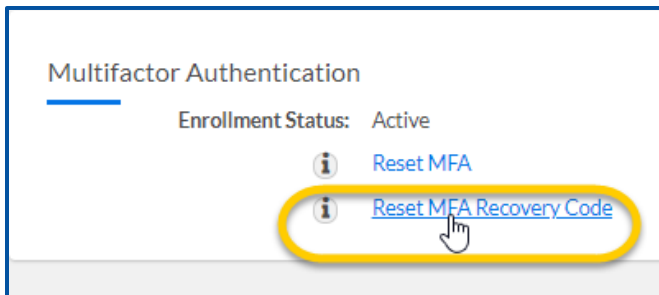 Multifactor Authentication
Enrollment Status: Active
Reset MFA
Reset MFA Recovery Code